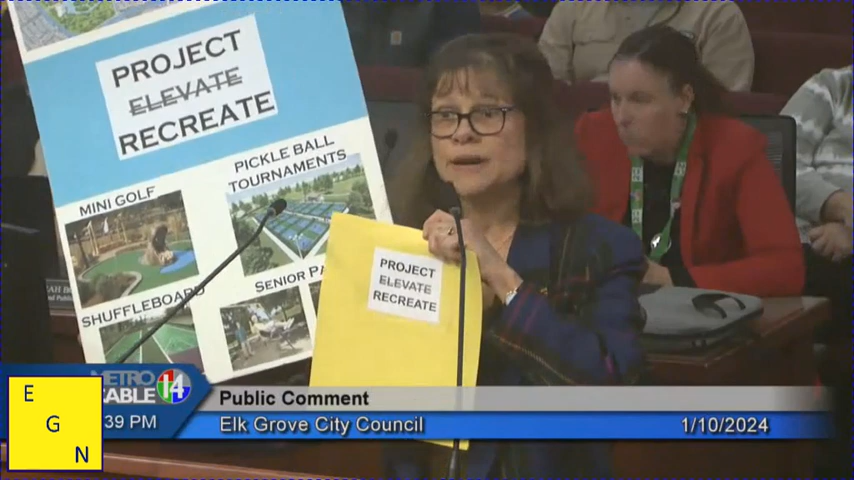 PROJECT
ELEVATE
RECREATE
MINI GOLF
PICKLE BALL
TOURNAMENTS
SHUFFLEBOARD
SENIOR
PROJECT
ELEVATE
RECREATE
METRO
CABLE 14
:39 PM
Public Comment
Elk Grove City Council
1/10/2024
E
G
N